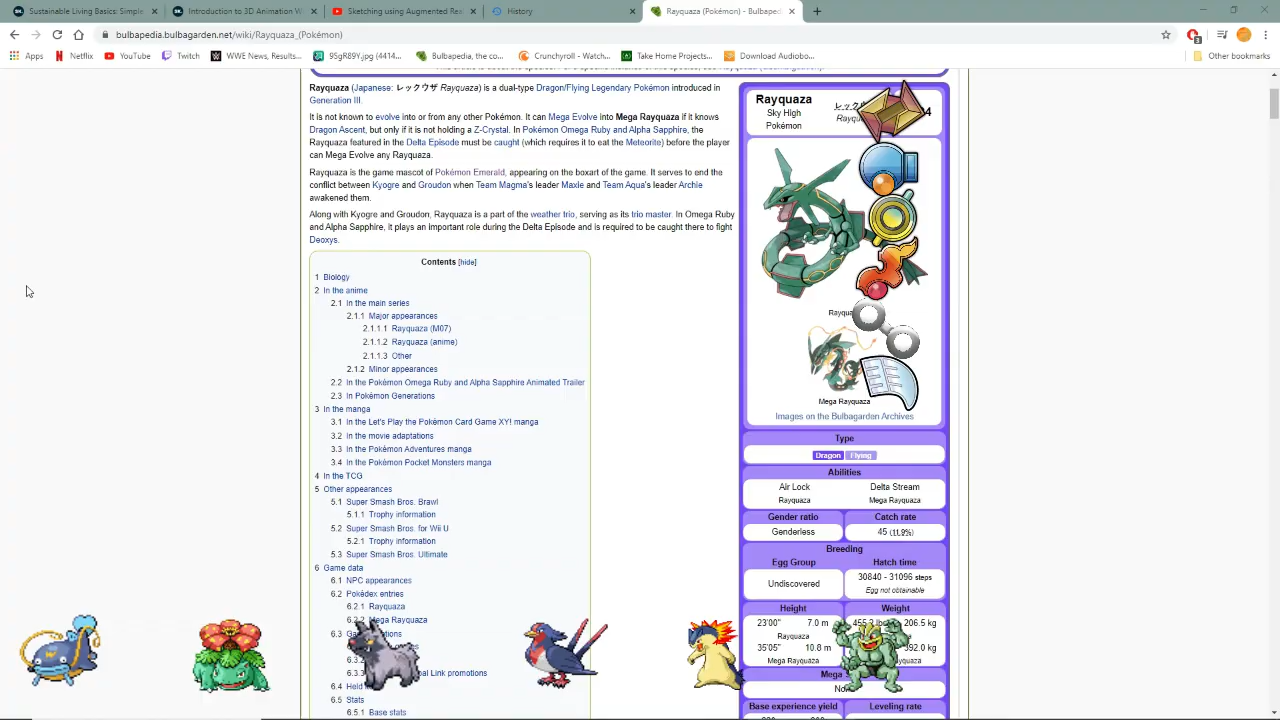 Sustainable Living Basics: Simple
Introduction to 3D Animation W
Sketching using Augmented Rea
History
Rayquaza (Pokémon) - Bulbaped
bulbapedia.bulbagarden.net/wiki/Rayquaza_(Pokémon)
Apps
Netflix
YouTube
Twitch
WWE News, Results...
95gR89Y.jpg (4414...
Bulbapedia, the co...
Crunchyroll - Watch...
Take Home Projects...
Download Audiobo...
Other bookmarks
Rayquaza (Japanese: レックウザ Rayquaza) is a dual-type Dragon/Flying Legendary Pokémon introduced in
Generation III.
It is not known to evolve into or from any other Pokémon. It can Mega Evolve into Mega Rayquaza if it knows
Dragon Ascent, but only if it is not holding a Z-Crystal. In Pokémon Omega Ruby and Alpha Sapphire, the
Rayquaza featured in the Delta Episode must be caught (which requires it to eat the Meteorite) before the player
can Mega Evolve any Rayquaza.
Rayquaza is the game mascot of Pokémon Emerald, appearing on the boxart of the game. It serves to end the
conflict between Kyogre and Groudon when Team Magma's leader Maxie and Team Aqua's leader Archie
awakened them.
Along with Kyogre and Groudon, Rayquaza is a part of the weather trio, serving as its trio master. In Omega Ruby
and Alpha Sapphire, it plays an important role during the Delta Episode and is required to be caught there to fight
Deoxys.
Contents [hide]
1 Biology
2 In the anime
2.1 In the main series
2.1.1 Major appearances
2.1.1.1 Rayquaza (M07)
2.1.1.2 Rayquaza (anime)
2.1.1.3 Other
2.1.2 Minor appearances
2.2 In the Pokémon Omega Ruby and Alpha Sapphire Animated Trailer
2.3 In Pokémon Generations
3 In the manga
3.1 In the Let's Play the Pokémon Card Game XY! manga
3.2 In the movie adaptations
3.3 In the Pokémon Adventures manga
3.4 In the Pokémon Pocket Monsters manga
4 In the TCG
5 Other appearances
5.1 Super Smash Bros. Brawl
5.1.1 Trophy information
5.2 Super Smash Bros. for Wii U
5.2.1 Trophy information
5.3 Super Smash Bros. Ultimate
6 Game data
6.1 NPC appearances
6.2 Pokédex entries
6.2.1 Rayquaza
6.2.2 Mega Rayquaza
6.3
6.3.2
6.3.3 Link promotions
6.4 Held
6.5 Stats
6.5.1 Base stats
Rayquaza
Sky High
Pokémon
4
Mega Rayquaza
Images on the Bulbagarden Archives
Type
Dragon Flying
Abilities
Air Lock
Rayquaza
Delta Stream
Mega Rayquaza
Gender ratio
Genderless
Catch rate
45 (11.9%)
Breeding
Egg Group
Undiscovered
Hatch time
30840 - 31096 steps
Egg not obtainable
Height
23'00" 7.0 m
Rayquaza
35'05" 10.8 m
Mega Rayquaza
Weight
206.5 kg
392.0 kg
Mega
Base experience yield
Leveling rate